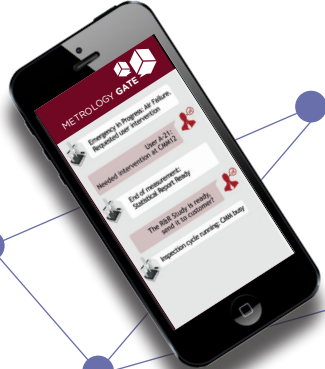 METROLOGY GATE
Emergency in Progress: Air Failure,
Requested user intervention
User A-21:
Needed intervention at CMM12
End of measurement:
Statistical Report Ready
The R&R Study is ready,
send it to customer?
Inspection cycle running: CMM busy